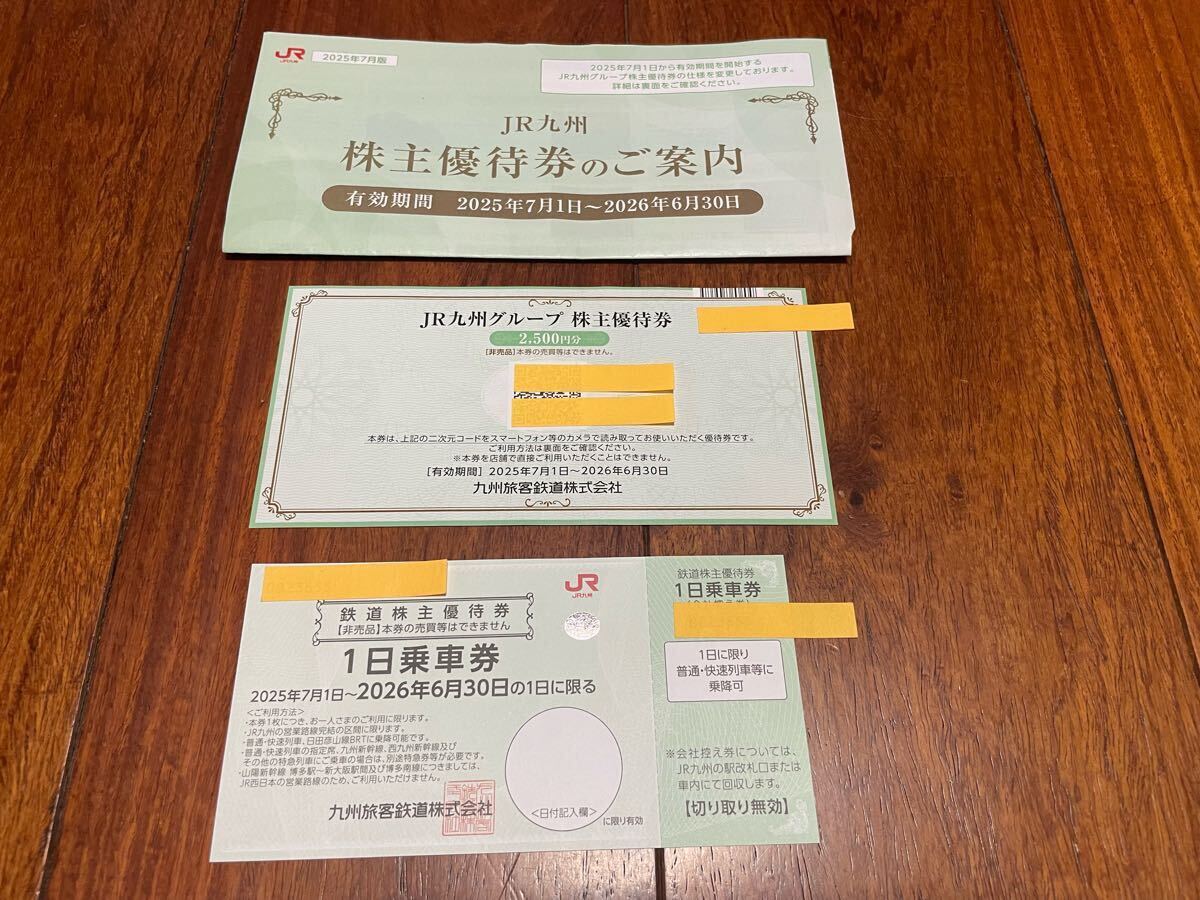 JR
JR九州
2025年7月版
2025年7月1日から有効期間を開始する
JR九州グループ株主優待券の仕様を変更しております。
詳細は裏面をご確認ください。
JR九州
株主優待券のご案内
有効期間 2025年7月1日～2026年6月30日
JR九州グループ 株主優待券
2,500円分
[非売品]本券の売買等はできません。
本券は、上記の二次元コードをスマートフォン等のカメラで読み取ってお使いいただく優待券です。
ご利用方法は裏面をご確認ください。
※本券を店舗で直接ご利用いただくことはできません。
[有効期間] 2025年7月1日～2026年6月30日
九州旅客鉄道株式会社
JR
JR九州
鉄道株主優待券
【非売品】本券の売買等はできません
1日乗車券
2025年7月1日～2026年6月30日の1日に限る
＜ご利用方法＞
・本券1枚につき、お一人さまのご利用に限ります。
・JR九州の営業路線完結の区間に限ります。
・普通・快速列車、日田彦山線BRTに乗降可能です。
・普通・快速列車の指定席、九州新幹線、西九州新幹線及び
その他の特急列車にご乗車の場合は、別途特急券等が必要です。
・山陽新幹線 博多駅～新大阪駅間及び博多南線につきましては、
JR西日本の営業路線のため、ご利用いただけません。
九州旅客鉄道株式会社
＜日付記入欄＞
に限り有効
鉄道株主優待券
1日乗車券
1日に限り
普通・快速列車等に
乗降可
※会社控え券については、
JR九州の駅改札口または
車内にて回収します。
【切り取り無効】